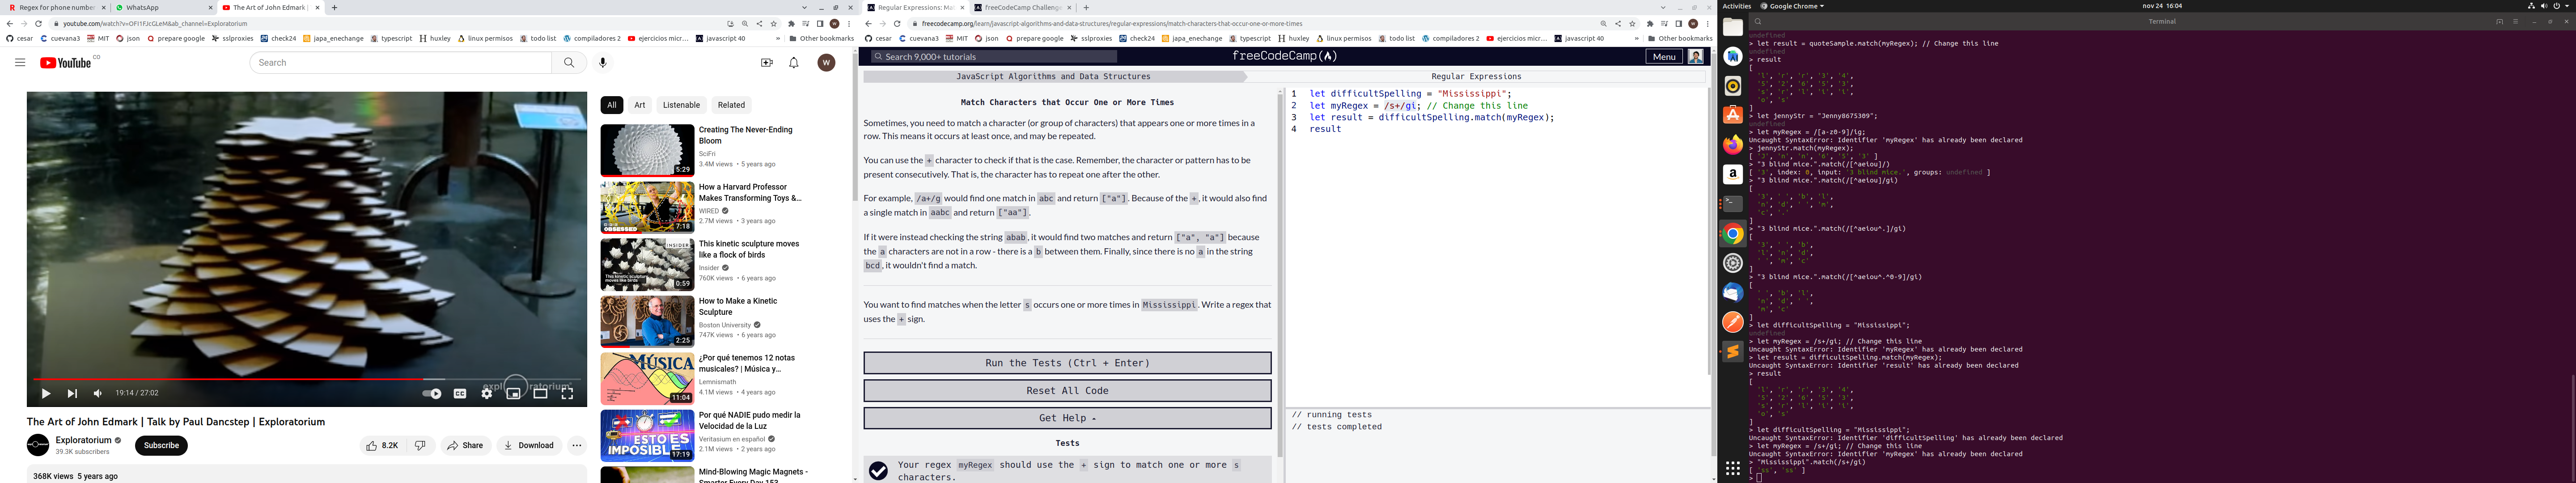 Regex for phone number
WhatsApp
The Art of John Edmark |
youtube.com/watch?v=OFI1FJcGLeM&ab_channel=Exploratorium
cesar
cuevana3
MIT
json
prepare google
sslproxies
check24
japa_enechange
typescript
huxley
linux permisos
todo list
compiladores 2
ejercicios micr...
javascript 40
Other bookmarks
YouTube CO
Search
W
exploratorium
19:14 / 27:02
The Art of John Edmark | Talk by Paul Dancstep | Exploratorium
Exploratorium
39.3K subscribers
Subscribe
8.2K
Share
Download
368K views 5 years ago
All
Art
Listenable
Related
Creating The Never-Ending
Bloom
SciFri
3.4M views • 5 years ago
5:29
How a Harvard Professor
Makes Transforming Toys &...
WIRED
2.7M views • 3 years ago
OBSESSED
7:18
This kinetic sculpture moves
like a flock of birds
Insider
760K views • 6 years ago
INSIDER
0:59
How to Make a Kinetic
Sculpture
Boston University
747K views • 6 years ago
2:25
¿Por qué tenemos 12 notas
musicales? | Música y...
Lemnismath
4.1M views • 4 years ago
MÚSICA
11:04
Por qué NADIE pudo medir la
Velocidad de la Luz
Veritasium en español
2.1M views • 2 years ago
ESTO ES
IMPOSIBLE
17:19
Mind-Blowing Magic Magnets -
Smarter Every Day 153
Regular Expressions: Ma
freeCodeCamp Challenge
freecodecamp.org/learn/javascript-algorithms-and-data-structures/regular-expressions/match-characters-that-occur-one-or-more-times
cesar
cuevana3
MIT
json
prepare google
sslproxies
check24
japa_enechange
typescript
huxley
linux permisos
todo list
compiladores 2
ejercicios micr...
javascript 40
Other bookmarks
Search 9,000+ tutorials
freeCodeCamp
Menu
JavaScript Algorithms and Data Structures
Regular Expressions
Match Characters that Occur One or More Times
Sometimes, you need to match a character (or group of characters) that appears one or more times in a
row. This means it occurs at least once, and may be repeated.
You can use the + character to check if that is the case. Remember, the character or pattern has to be
present consecutively. That is, the character has to repeat one after the other.
For example, /a+/g would find one match in abc and return ["a"]. Because of the +, it would also find
a single match in aabc and return ["aa"].
If it were instead checking the string abab, it would find two matches and return ["a", "a"] because
the a characters are not in a row - there is a b between them. Finally, since there is no a in the string
bcd, it wouldn't find a match.
You want to find matches when the letter s occurs one or more times in Mississippi. Write a regex that
uses the + sign.
Run the Tests (Ctrl + Enter)
Reset All Code
Get Help
Tests
Your regex myRegex should use the + sign to match one or more s
characters.
1 let difficultSpelling = "Mississippi";
2 let myRegex = /s+/gi; // Change this line
3 let result = difficultSpelling.match(myRegex);
4 result
// running tests
// tests completed
Activities
Google Chrome
nov 24 16:04
Terminal
undefined
> let result = quoteSample.match(myRegex); // Change this line
undefined
> result
[
'l', 'r', 'r', '3', '4',
'5', '2', '6', '5', '3',
's', 'r', 'l', 'i', 'i',
'o', 's'
]
> let jennyStr = "Jenny8675309";
undefined
> let myRegex = /[a-z0-9]/ig;
Uncaught SyntaxError: Identifier 'myRegex' has already been declared
> jennyStr.match(myRegex);
[ 'J', 'n', 'n', '6', '5', '3' ]
> "3 blind mice.".match(/[^aeiou]/)
[ '3', index: 0, input: '3 blind mice.', groups: undefined ]
> "3 blind mice.".match(/[^aeiou]/gi)
[
'3', ' ', 'b', 'l',
'n', 'd', ' ', 'm',
'c', '.'
]
> "3 blind mice.".match(/[^aeiou^.]/gi)
[
'3', ' ', 'b',
'l', 'n', 'd',
' ', 'm', 'c'
]
> "3 blind mice.".match(/[^aeiou^.^0-9]/gi)
[
' ', 'b', 'l',
'n', 'd', ' ',
'm', 'c'
]
> let difficultSpelling = "Mississippi";
undefined
> let myRegex = /s+/gi; // Change this line
Uncaught SyntaxError: Identifier 'myRegex' has already been declared
> let result = difficultSpelling.match(myRegex);
Uncaught SyntaxError: Identifier 'result' has already been declared
> result
[
'l', 'r', 'r', '3', '4',
'5', '2', '6', '5', '3',
's', 'r', 'l', 'i', 'i',
'o', 's'
]
> let difficultSpelling = "Mississippi";
Uncaught SyntaxError: Identifier 'difficultSpelling' has already been declared
> let myRegex = /s+/gi; // Change this line
Uncaught SyntaxError: Identifier 'myRegex' has already been declared
> "Mississippi".match(/s+/gi)
[ 'ss', 'ss' ]
>